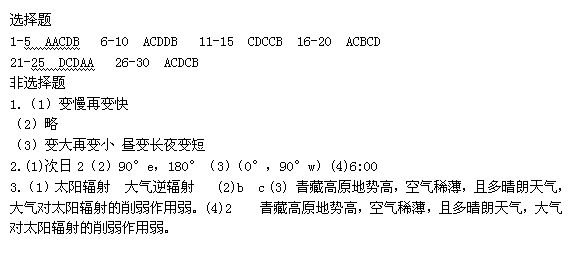 选择题
1-5 AACDB 6-10 ACDDB 11-15 CDCCB 16-20 ACBCD
21-25 DCDAA 26-30 ACDCB
非选择题
1.（1）变慢再变快
（2）略
（3）变大再变小 昼变长夜变短
2.(1)次日2（2）90°e，180°（3）(0°，90°w）(4)6:00
3.（1）太阳辐射 大气逆辐射 （2)b c(3) 青藏高原地势高，空气稀薄，且多晴朗天气，
大气对太阳辐射的削弱作用弱。(4)2 青藏高原地势高，空气稀薄，且多晴朗天气，大气
对太阳辐射的削弱作用弱。